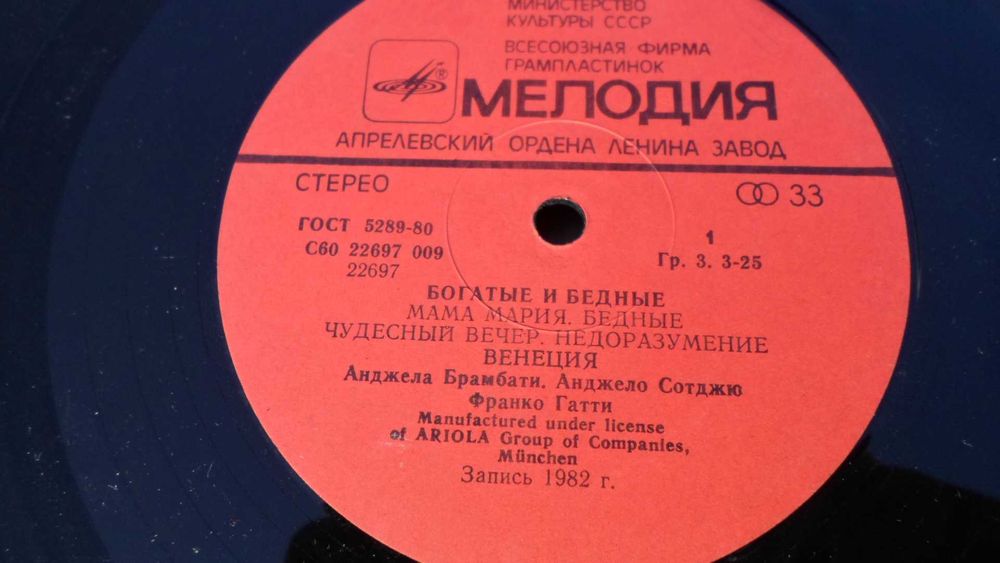 МИНИСТЕРСТВО
КУЛЬТУРЫ СССР
ВСЕСОЮЗНАЯ ФИРМА
ГРАМПЛАСТИНОК
®
МЕЛОДИЯ
АПРЕЛЕВСКИЙ ОРДЕНА ЛЕНИНА ЗАВОД
СТЕРЕО
33
ГОСТ 5289-80
С60 22697 009
22697
1
Гр. 3. 3-25
БОГАТЫЕ И БЕДНЫЕ
МАМА МАРИЯ. БЕДНЫЕ
ЧУДЕСНЫЙ ВЕЧЕР. НЕДОРАЗУМЕНИЕ
ВЕНЕЦИЯ
Анджела Брамбати. Анджело Сотджю
Франко Гатти
Manufactured under license
of ARIOLA Group of Companies,
München
Запись 1982 г.